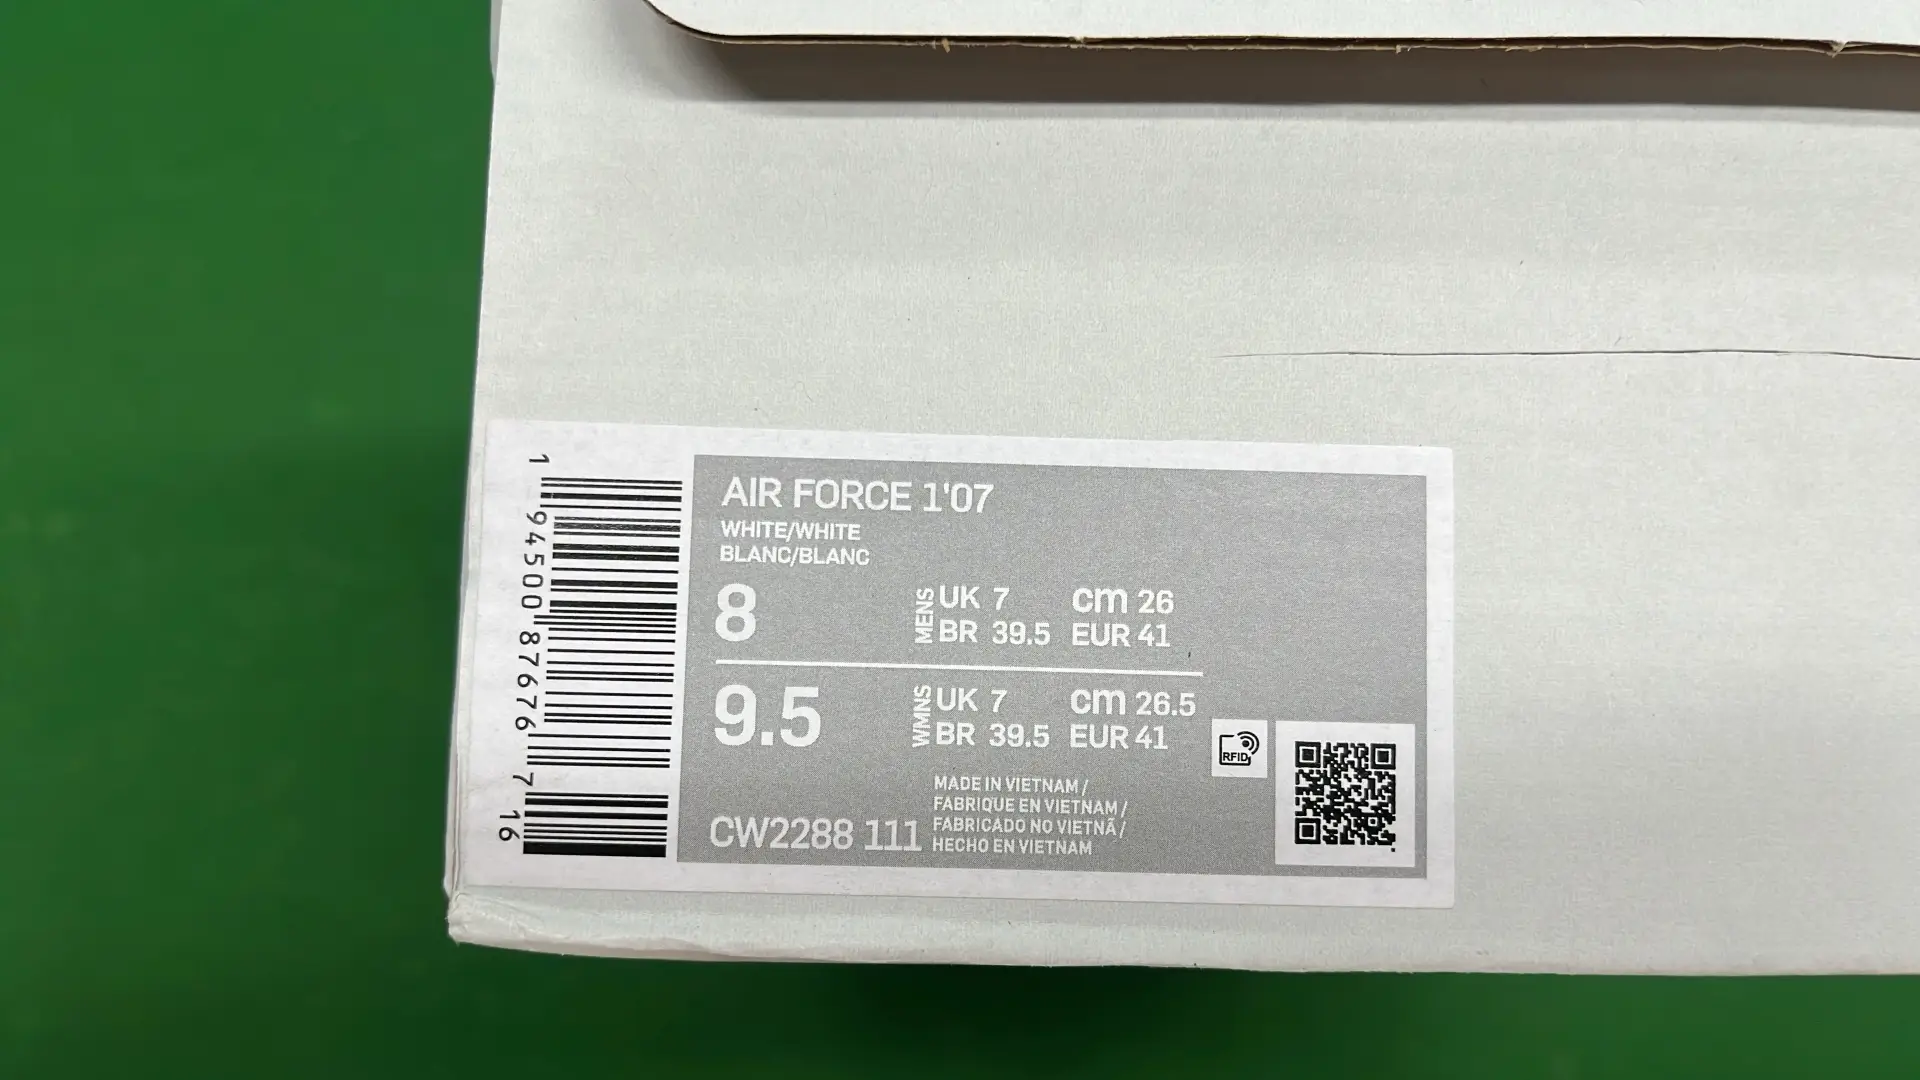 AIR FORCE 1'07
WHITE/WHITE
BLANC/BLANC
8
MENS
UK 7 cm 26
BR 39.5 EUR 41
9.5
WMNS
UK 7 cm 26.5
BR 39.5 EUR 41
MADE IN VIETNAM /
FABRIQUE EN VIETNAM /
FABRICADO NO VIETNÃ /
HECHO EN VIETNAM
CW2288 111
RFID
1 94500 87676 7 16